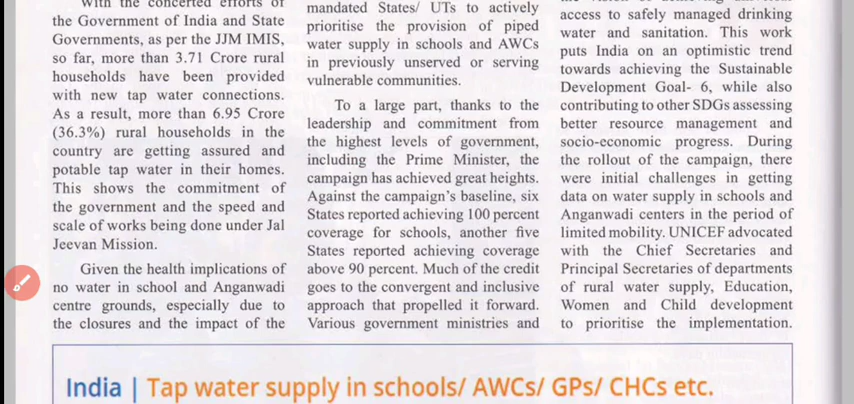 With the concerted efforts of
the Government of India and State
Governments, as per the JJM IMIS,
so far, more than 3.71 Crore rural
households have been provided
with new tap water connections.
As a result, more than 6.95 Crore
(36.3%) rural households in the
country are getting assured and
potable tap water in their homes.
This shows the commitment of
the government and the speed and
scale of works being done under Jal
Jeevan Mission.
Given the health implications of
no water in school and Anganwadi
centre grounds, especially due to
the closures and the impact of the
mandated States/ UTs to actively
prioritise the provision of piped
water supply in schools and AWCs
in previously unserved or serving
vulnerable communities.
To a large part, thanks to the
leadership and commitment from
the highest levels of government,
including the Prime Minister, the
campaign has achieved great heights.
Against the campaign's baseline, six
States reported achieving 100 percent
coverage for schools, another five
States reported achieving coverage
above 90 percent. Much of the credit
goes to the convergent and inclusive
approach that propelled it forward.
Various government ministries and
access to safely managed drinking
water and sanitation. This work
puts India on an optimistic trend
towards achieving the Sustainable
Development Goal- 6, while also
contributing to other SDGs assessing
better resource management and
socio-economic progress. During
the rollout of the campaign, there
were initial challenges in getting
data on water supply in schools and
Anganwadi centers in the period of
limited mobility. UNICEF advocated
with the Chief Secretaries and
Principal Secretaries of departments
of rural water supply, Education,
Women and Child development
to prioritise the implementation.
India | Tap water supply in schools/ AWCs/ GPs/ CHCs etc.